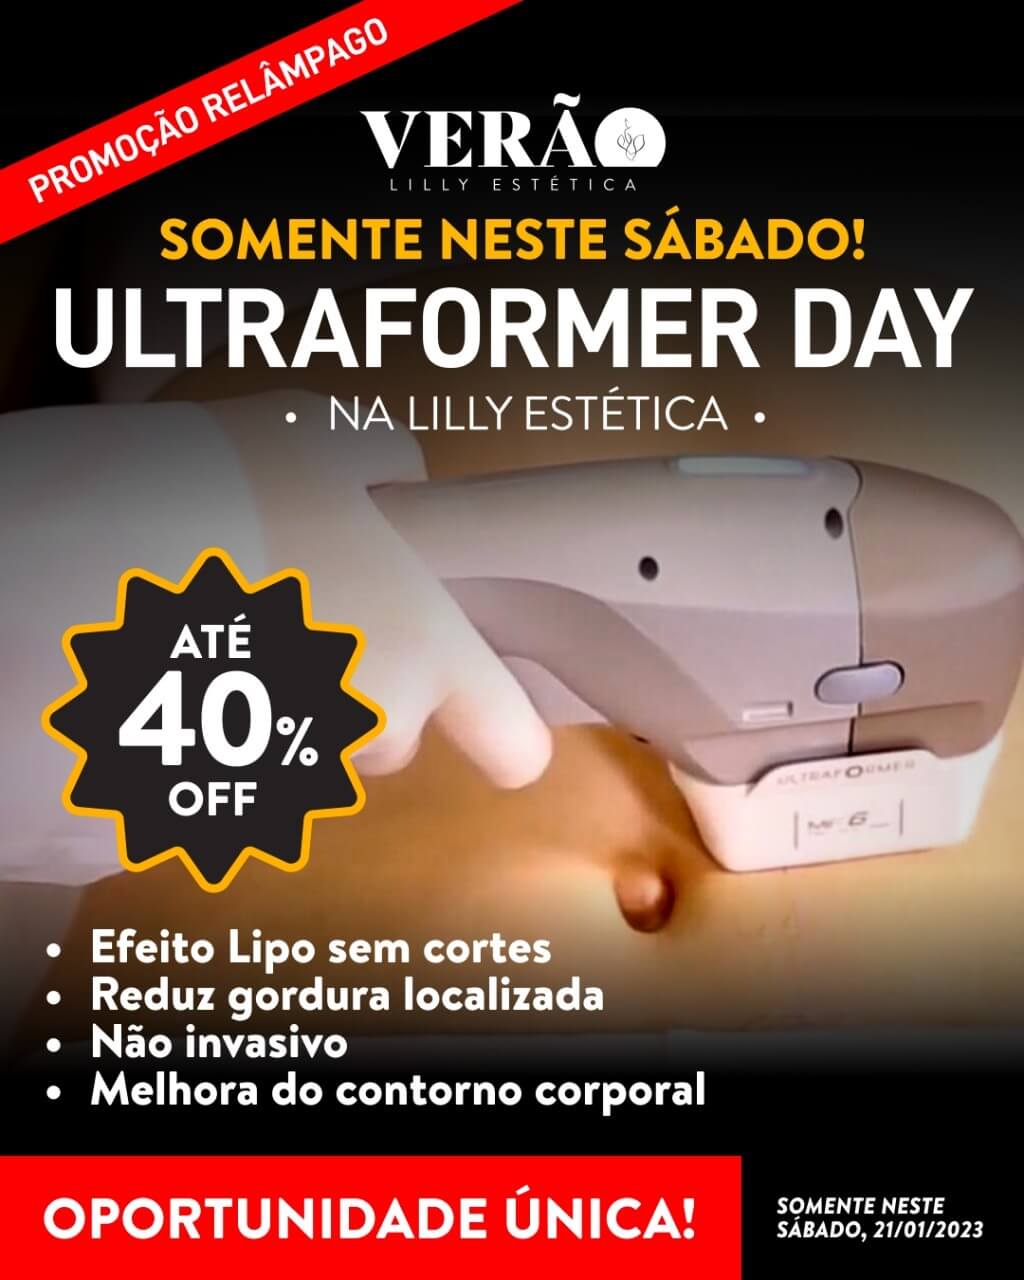 PROMOÇÃO RELÂMPAGO
VERÃO
LILLY ESTÉTICA
SOMENTE NESTE SÁBADO!
ULTRAFORMER DAY
• NA LILLY ESTÉTICA •
ATÉ
40%
OFF
ULTRAFORMER
• Efeito Lipo sem cortes
• Reduz gordura localizada
• Não invasivo
• Melhora do contorno corporal
OPORTUNIDADE ÚNICA!
SOMENTE NESTE
SÁBADO, 21/01/2023